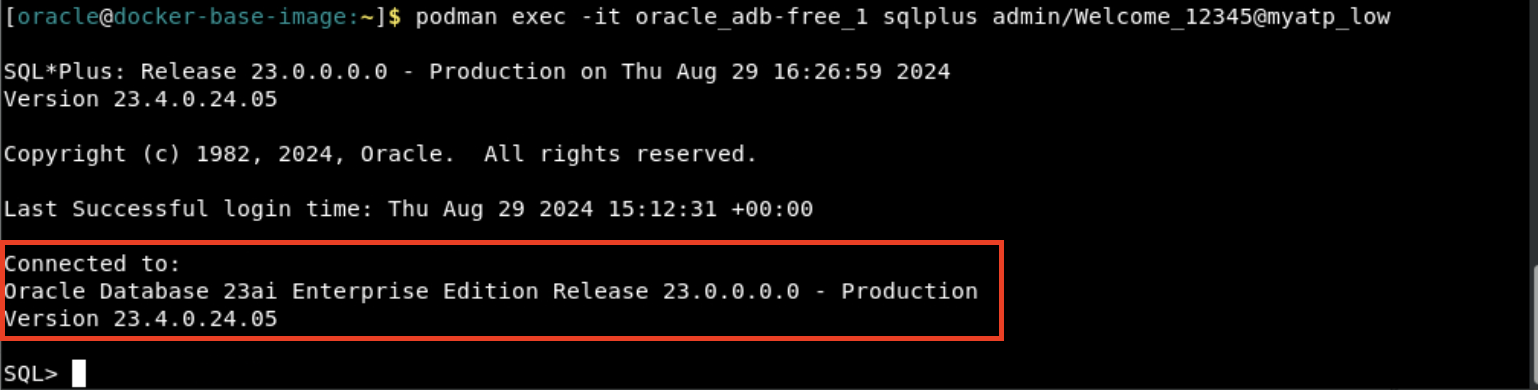 [oracle@docker-base-image:~]$ podman exec -it oracle_adb-free_1 sqlplus admin/Welcome_12345@myatp_low
SQL*Plus: Release 23.0.0.0.0 - Production on Thu Aug 29 16:26:59 2024
Version 23.4.0.24.05
Copyright (c) 1982, 2024, Oracle.  All rights reserved.
Last Successful login time: Thu Aug 29 2024 15:12:31 +00:00
Connected to:
Oracle Database 23ai Enterprise Edition Release 23.0.0.0.0 - Production
Version 23.4.0.24.05
SQL>